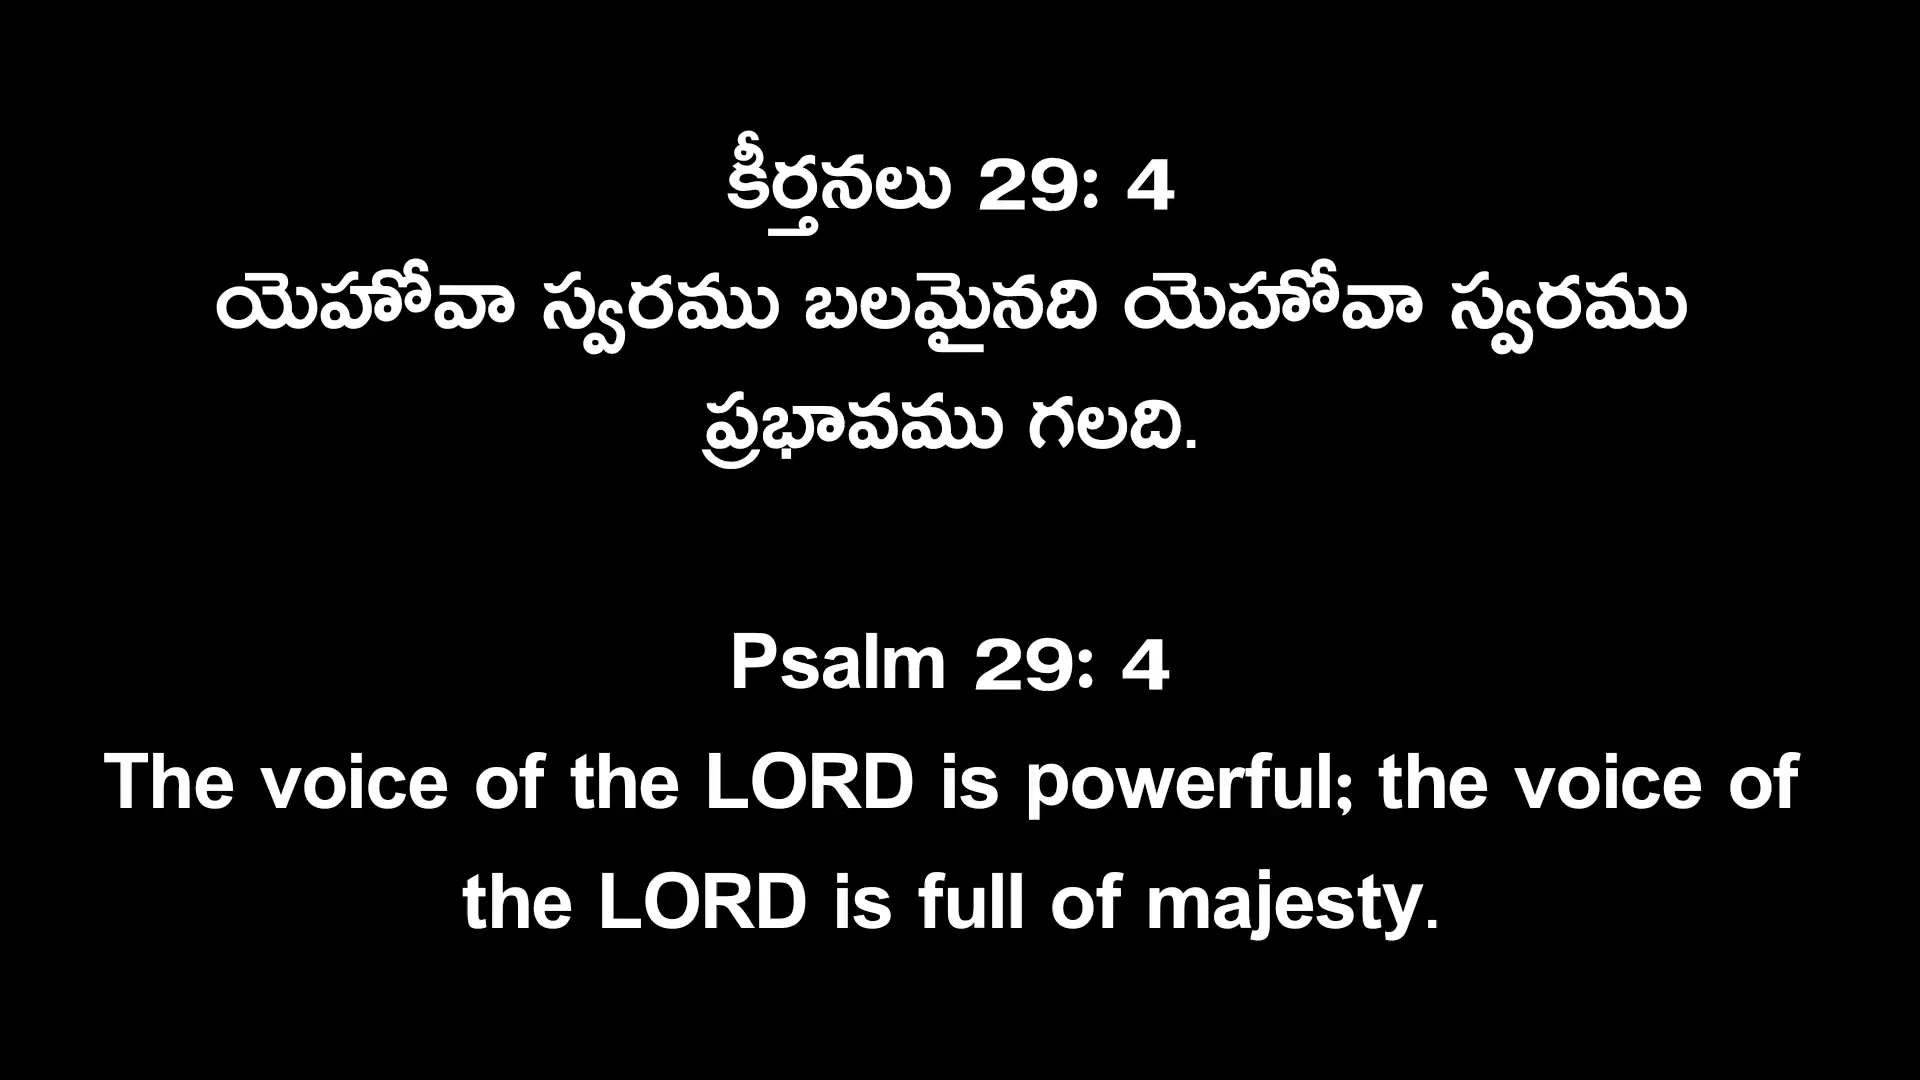 కీర్తనలు 29: 4
యెహోవా స్వరము బలమైనది యెహోవా స్వరము
ప్రభావము గలది.
Psalm 29: 4
The voice of the LORD is powerful; the voice of
the LORD is full of majesty.